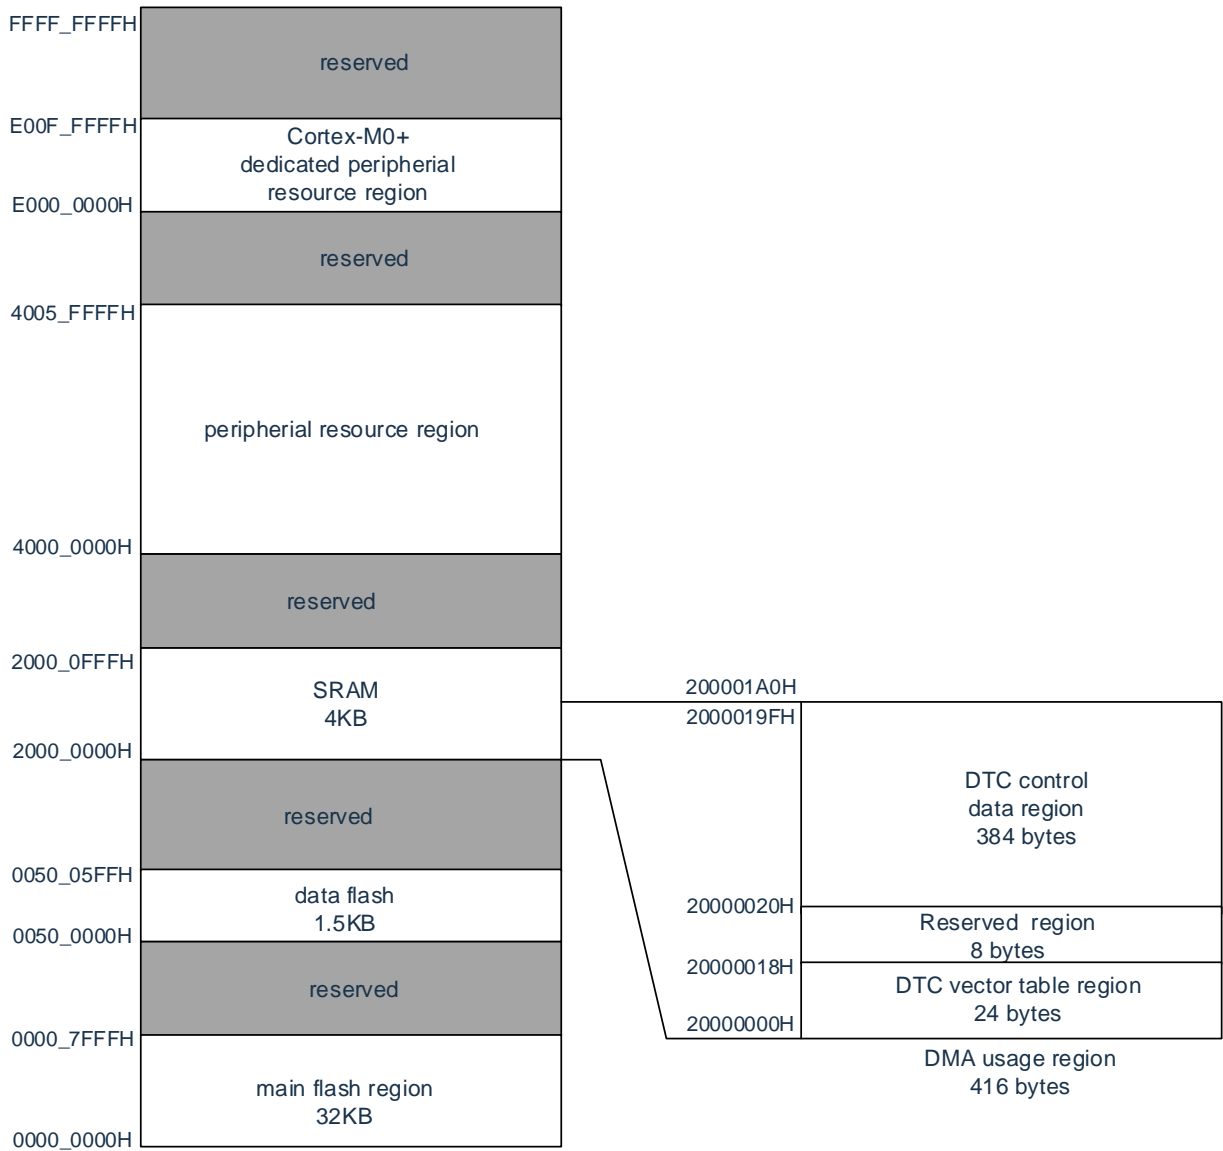 FFFF_FFFFH
reserved
E00F_FFFFH
Cortex-M0+
dedicated peripherial
resource region
E000_0000H
reserved
4005_FFFFH
peripherial resource region
4000_0000H
reserved
2000_0FFFH
SRAM
4KB
2000_0000H
reserved
0050_05FFH
data flash
1.5KB
0050_0000H
reserved
0000_7FFFH
main flash region
32KB
0000_0000H
200001A0H
2000019FH
DTC control
data region
384 bytes
20000020H
Reserved region
8 bytes
20000018H
DTC vector table region
24 bytes
20000000H
DMA usage region
416 bytes